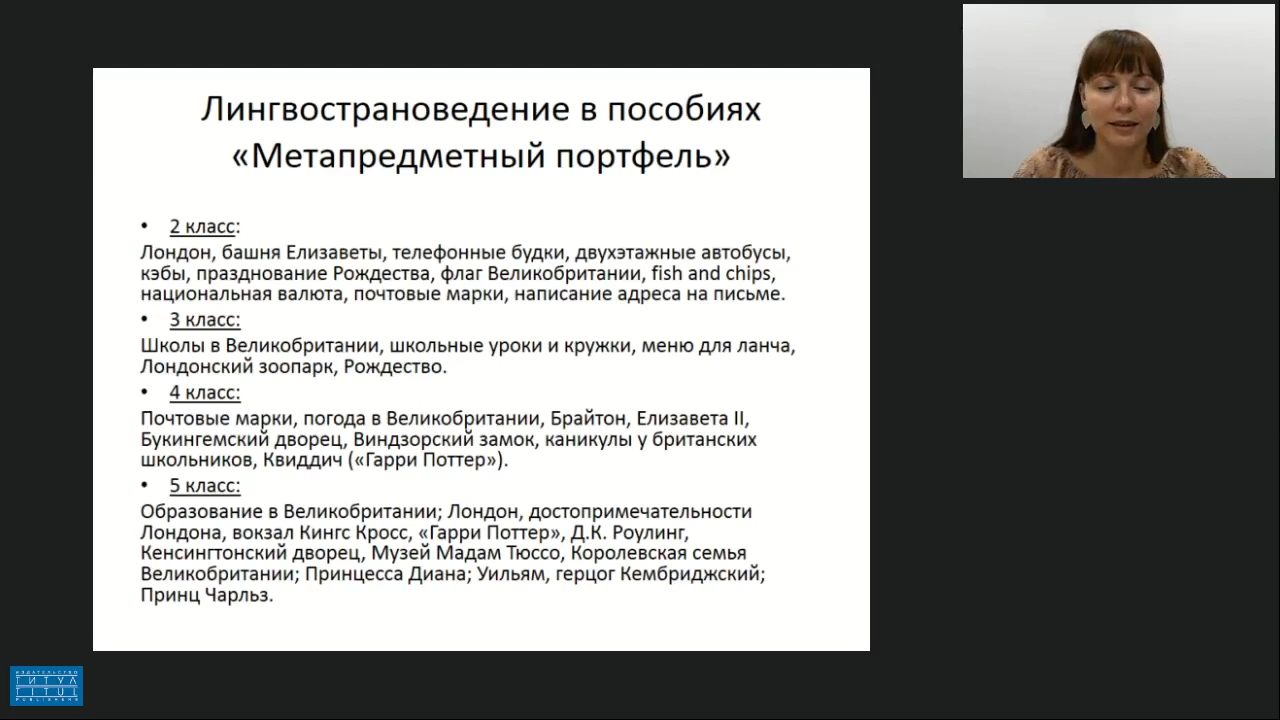 Лингвострановедение в пособиях
«Метапредметный портфель»
• 2 класс:
Лондон, башня Елизаветы, телефонные будки, двухэтажные автобусы,
кэбы, празднование Рождества, флаг Великобритании, fish and chips,
национальная валюта, почтовые марки, написание адреса на письме.
• 3 класс:
Школы в Великобритании, школьные уроки и кружки, меню для ланча,
Лондонский зоопарк, Рождество.
• 4 класс:
Почтовые марки, погода в Великобритании, Брайтон, Елизавета II,
Букингемский дворец, Виндзорский замок, каникулы у британских
школьников, Квиддич («Гарри Поттер»).
• 5 класс:
Образование в Великобритании; Лондон, достопримечательности
Лондона, вокзал Кингс Кросс, «Гарри Поттер», Д.К. Роулинг,
Кенсингтонский дворец, Музей Мадам Тюссо, Королевская семья
Великобритании; Принцесса Диана; Уильям, герцог Кембриджский;
Принц Чарльз.
ИЗДАТЕЛЬСТВО
ТИТУЛ
TITUL
PUBLISHERS